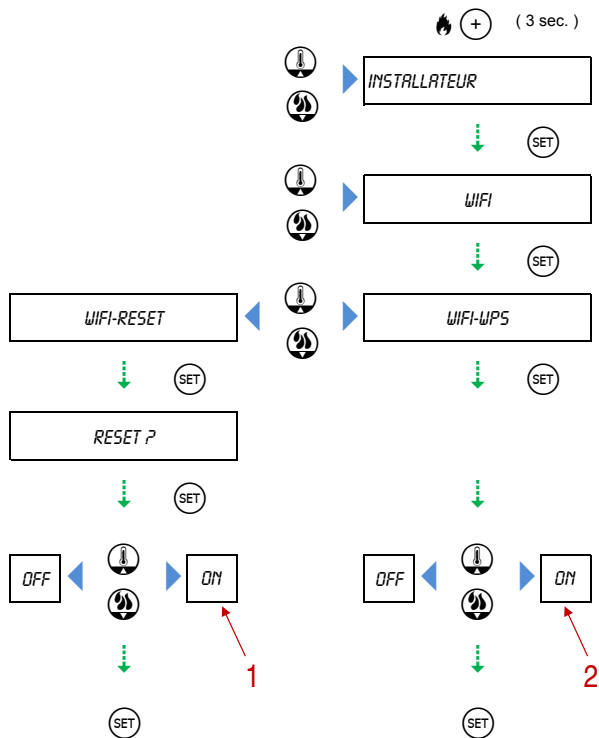 + ( 3 sec. )
INSTALLATEUR
SET
WIFI
SET
WIFI-RESET
WIFI-WPS
SET
SET
RESET ?
SET
OFF
ON
OFF
ON
1
2
SET
SET